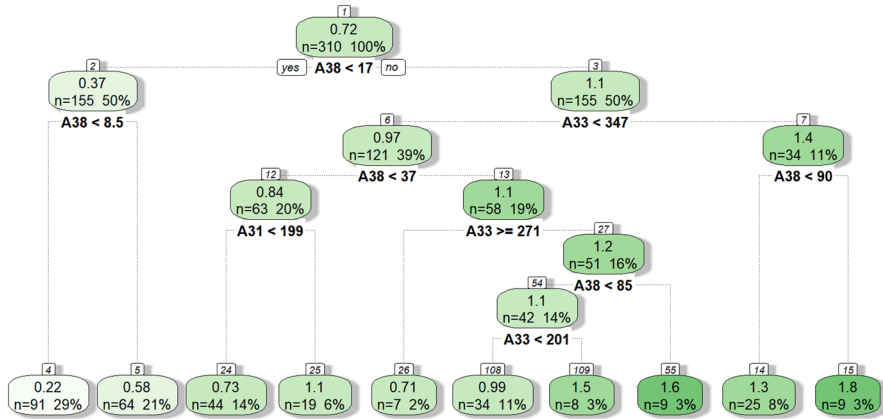 1
0.72
n=310 100%
yes A38 < 17 no
2
0.37
n=155 50%
A38 < 8.5
3
1.1
n=155 50%
A33 < 347
6
0.97
n=121 39%
A38 < 37
7
1.4
n=34 11%
A38 < 90
12
0.84
n=63 20%
A31 < 199
13
1.1
n=58 19%
A33 >= 271
27
1.2
n=51 16%
A38 < 85
54
1.1
n=42 14%
A33 < 201
4
0.22
n=91 29%
5
0.58
n=64 21%
24
0.73
n=44 14%
25
1.1
n=19 6%
26
0.71
n=7 2%
108
0.99
n=34 11%
109
1.5
n=8 3%
55
1.6
n=9 3%
14
1.3
n=25 8%
15
1.8
n=9 3%